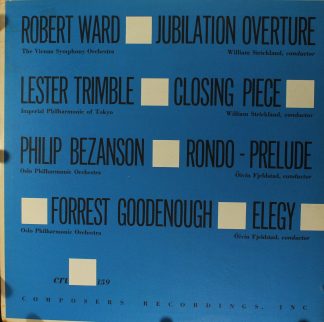 ROBERT WARD JUBILATION OVERTURE
The Vienna Symphony Orchestra William Strickland, conductor
LESTER TRIMBLE CLOSING PIECE
Imperial Philharmonic of Tokyo William Strickland, conductor
PHILIP BEZANSON RONDO - PRELUDE
Oslo Philharmonic Orchestra Öivin Fjeldstad, conductor
FORREST GOODENOUGH ELEGY
Oslo Philharmonic Orchestra Öivin Fjeldstad, conductor
cri 159
COMPOSERS RECORDINGS, INC